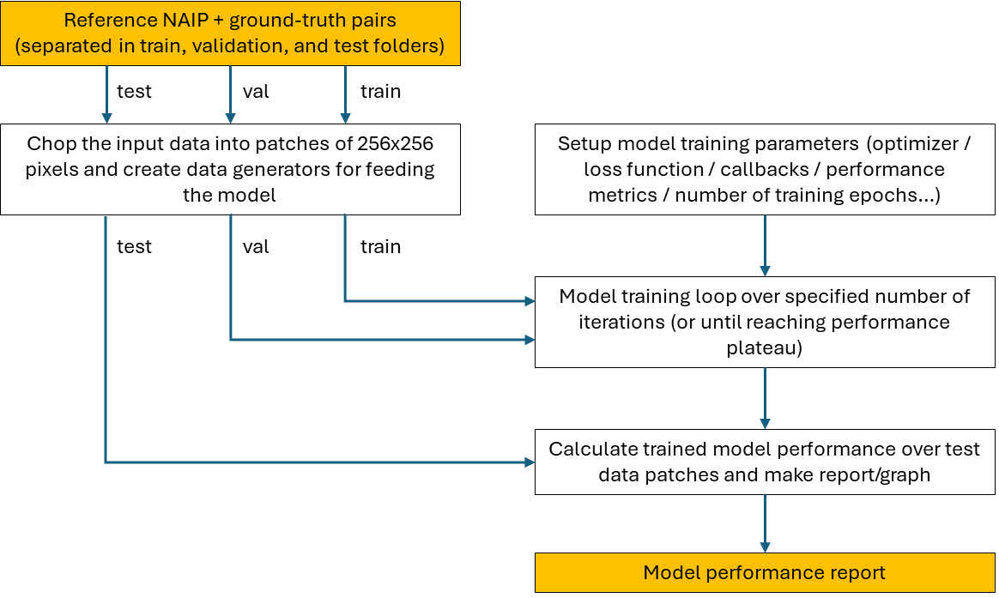 Reference NAIP + ground-truth pairs
(separated in train, validation, and test folders)
test
val
train
Chop the input data into patches of 256x256
pixels and create data generators for feeding
the model
Setup model training parameters (optimizer /
loss function / callbacks / performance
metrics / number of training epochs...)
test
val
train
Model training loop over specified number of
iterations (or until reaching performance
plateau)
Calculate trained model performance over test
data patches and make report/graph
Model performance report